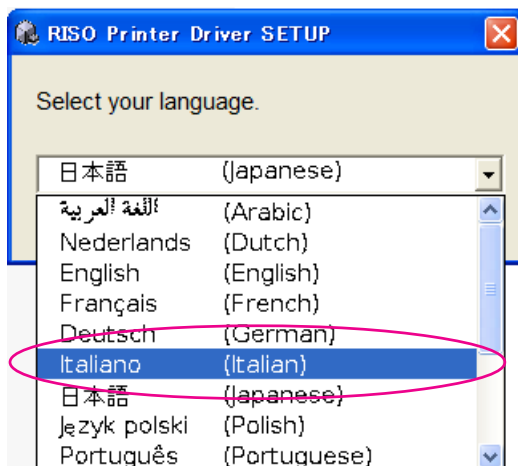 RISO Printer Driver SETUP
Select your language.
日本語 (Japanese)
اللغة العربية (Arabic)
Nederlands (Dutch)
English (English)
Français (French)
Deutsch (German)
Italiano (Italian)
日本語 (Japanese)
Język polski (Polish)
Português (Portuguese)